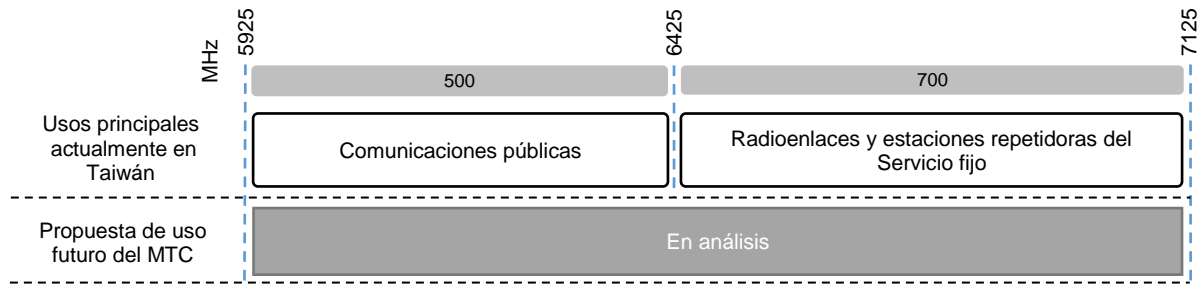 MHz
5925
6425
7125
500
700
Usos principales
actualmente en
Taiwán
Comunicaciones públicas
Radioenlaces y estaciones repetidoras del
Servicio fijo
Propuesta de uso
futuro del MTC
En análisis